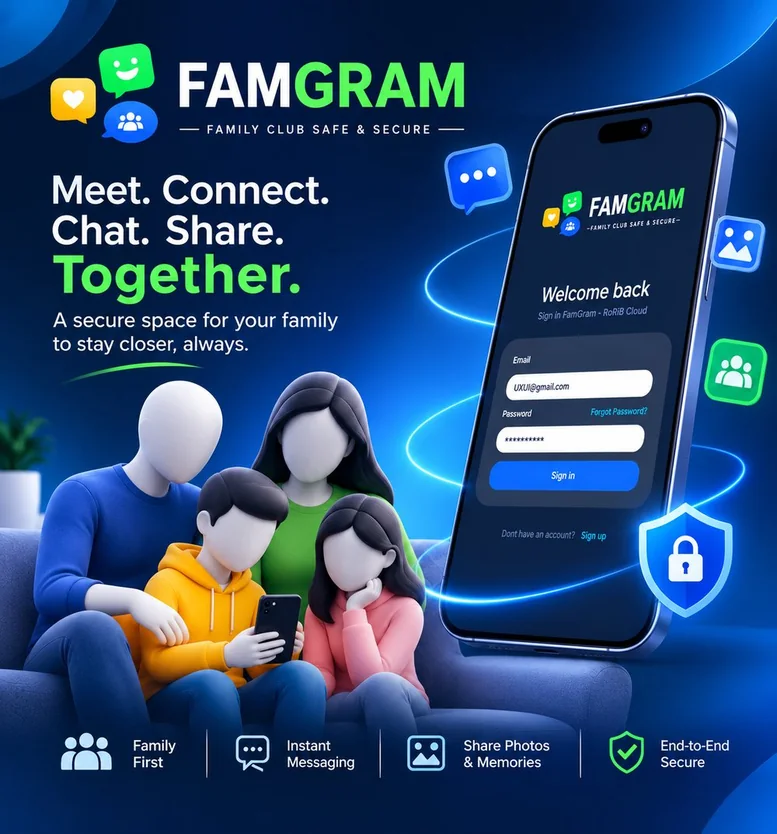 FAMGRAM
FAMILY CLUB SAFE & SECURE
Meet. Connect.
Chat. Share.
Together.
A secure space for your family
to stay closer, always.
FAMGRAM
FAMILY CLUB SAFE & SECURE
Welcome back
Sign in FamGram - RoRiB Cloud
Email
UXUI@gmail.com
Password
Forgot Password?
**********
Sign in
Dont have an account? Sign up
Family
First
Instant
Messaging
Share Photos
& Memories
End-to-End
Secure